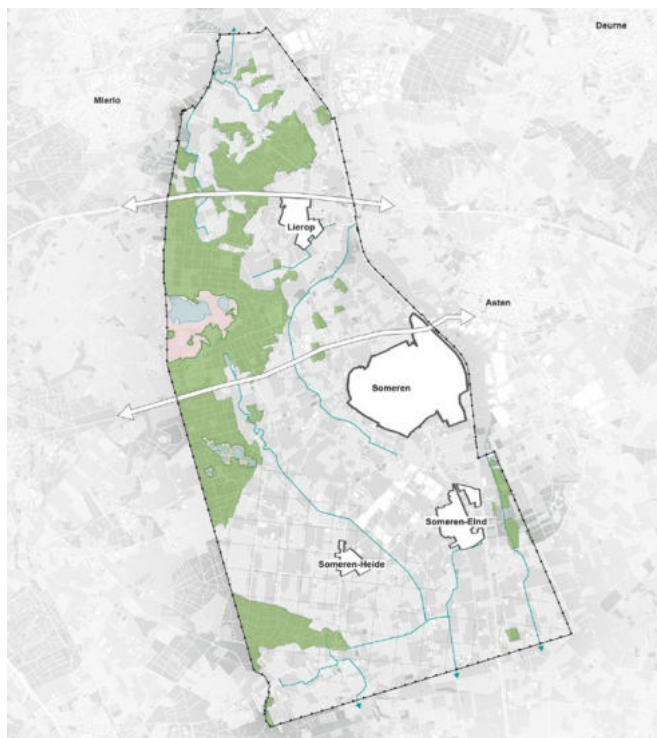 Deurne
Mierlo
Lierop
Asten
Someren
Someren-Eind
Someren-Heide